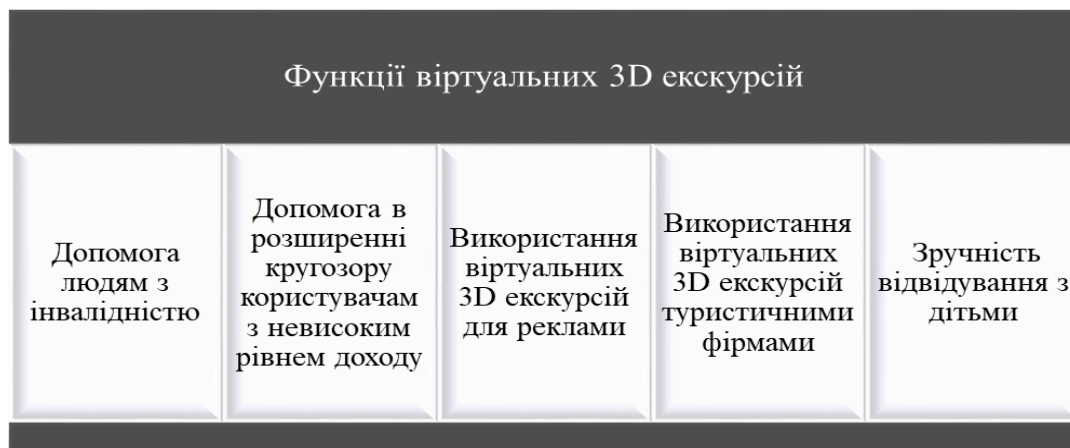 Функції віртуальних 3D екскурсій
Допомога
людям з
інвалідністю
Допомога в
розширенні
кругозору
користувачам
з невисоким
рівнем доходу
Використання
віртуальних
3D екскурсій
для реклами
Використання
віртуальних
3D екскурсій
туристичними
фірмами
Зручність
відвідування з
дітьми